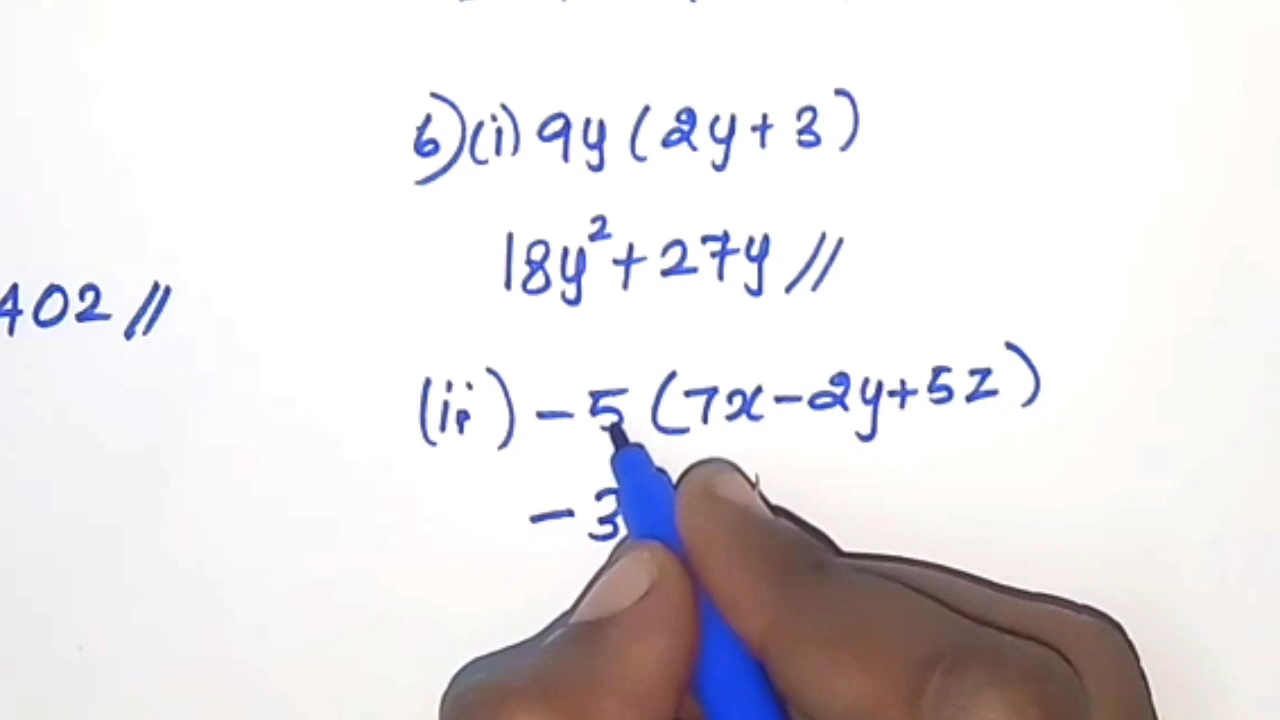 6)(i) 9y (2y+3)
18y²+27y //
402 //
(ii) -5 (7x-2y+5z)
-3